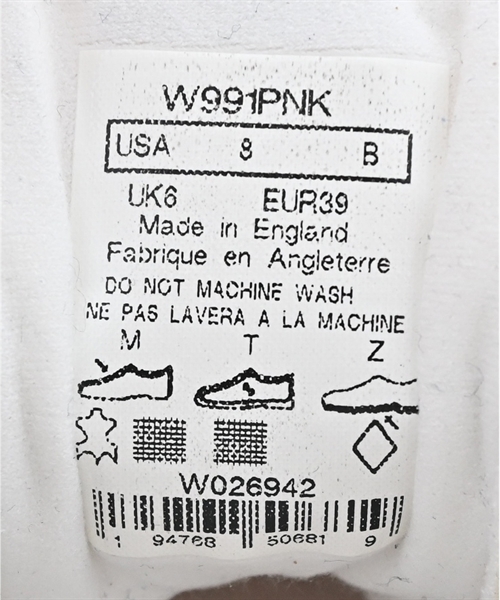 W991PNK
USA 8 B
UK6 EUR39
Made in England
Fabrique en Angleterre
DO NOT MACHINE WASH
NE PAS LAVERA A LA MACHINE
M T Z
W026942
1 94768 50681 9